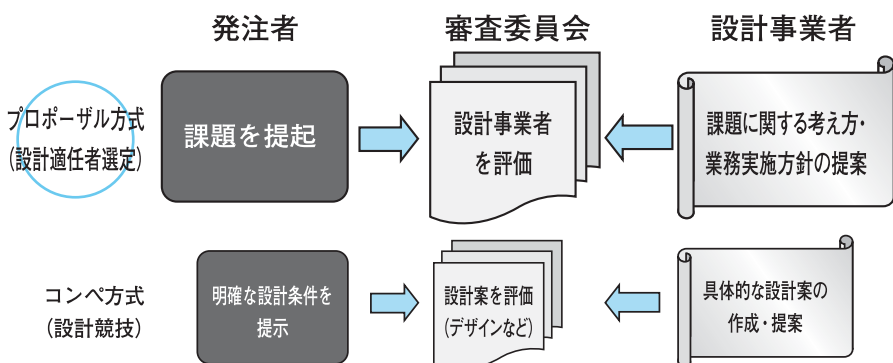 発注者
審査委員会
設計事業者
プロポーザル方式
(設計適任者選定)
課題を提起
設計事業者
を評価
課題に関する考え方・
業務実施方針の提案
コンペ方式
(設計競技)
明確な設計条件を
提示
設計案を評価
(デザインなど)
具体的な設計案の
作成・提案